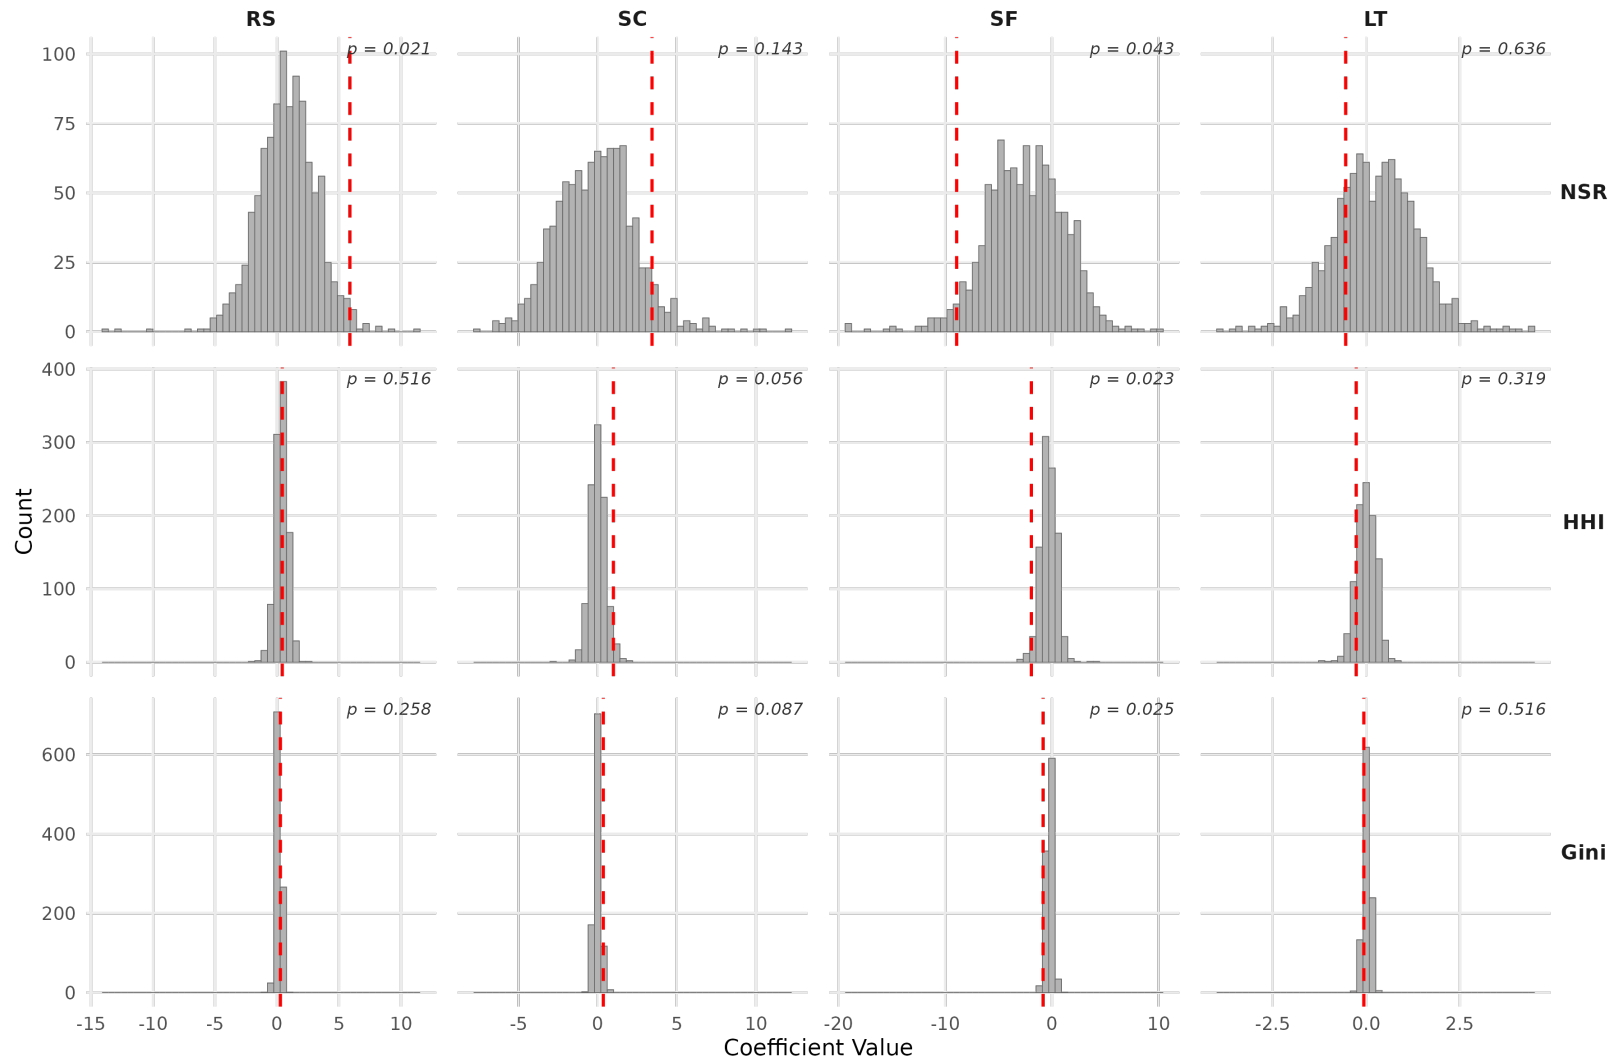 RS SC SF LT
100 p = 0.021 p = 0.143 p = 0.043 p = 0.636
75
50 NSR
25
0
400 p = 0.516 p = 0.056 p = 0.023 p = 0.319
300
200 HHI
100
0
p = 0.258 p = 0.087 p = 0.025 p = 0.516
600
400 Gini
200
0
-15 -10 -5 0 5 10 -5 0 5 10 -20 -10 0 10 -2.5 0.0 2.5
Count
Coefficient Value